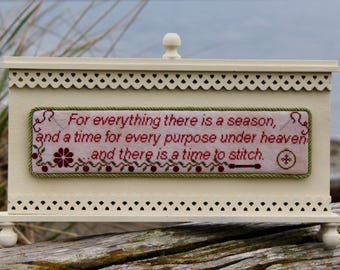 For everything there is a season,
and a time for every purpose under heaven
...and there is a time to stitch.